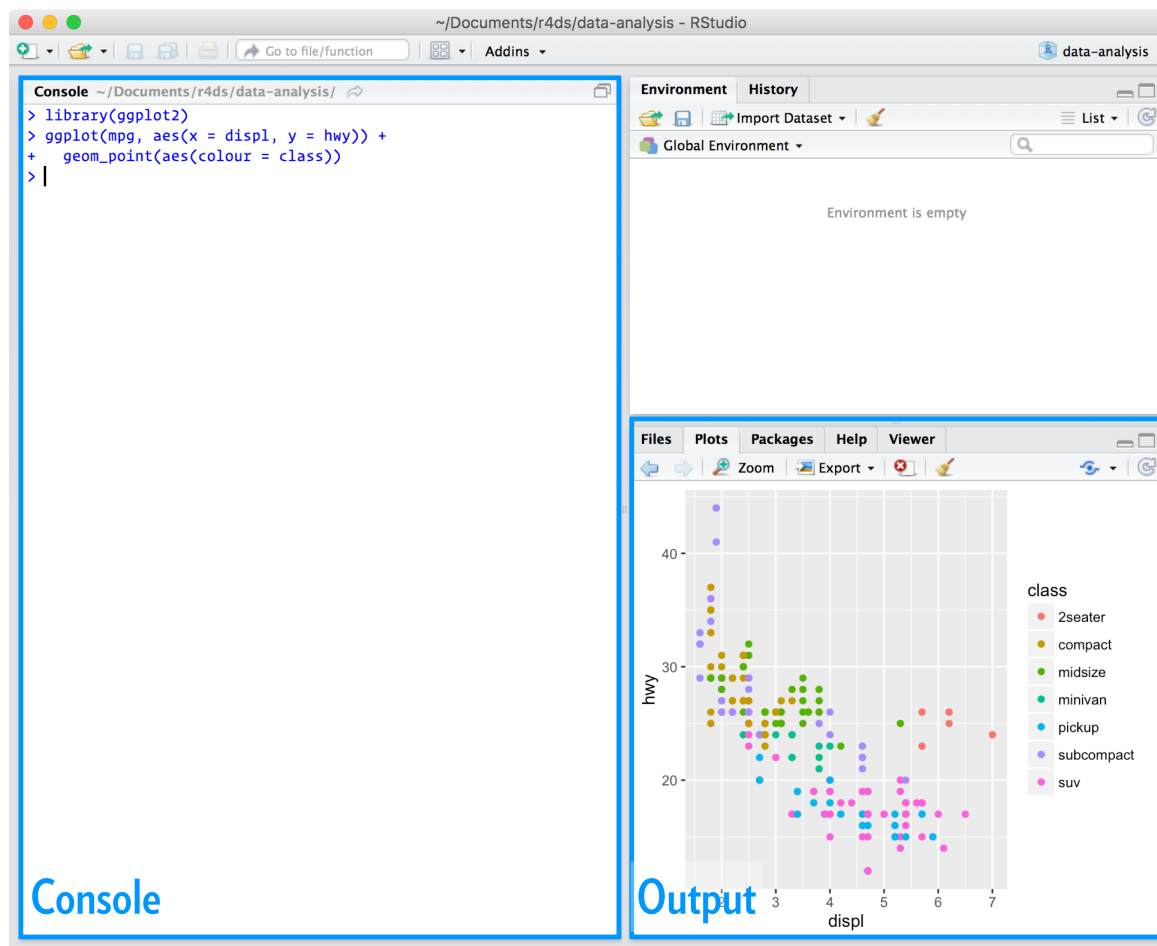 ~/Documents/r4ds/data-analysis - RStudio
Go to file/function
Addins
data-analysis
Console ~/Documents/r4ds/data-analysis/
> library(ggplot2)
> ggplot(mpg, aes(x = displ, y = hwy)) +
+   geom_point(aes(colour = class))
>
Console
Environment History
Import Dataset
List
Global Environment
Environment is empty
Files Plots Packages Help Viewer
Zoom Export
hwy
40
30
20
2 3 4 5 6 7
displ
class
2seater
compact
midsize
minivan
pickup
subcompact
suv
Output